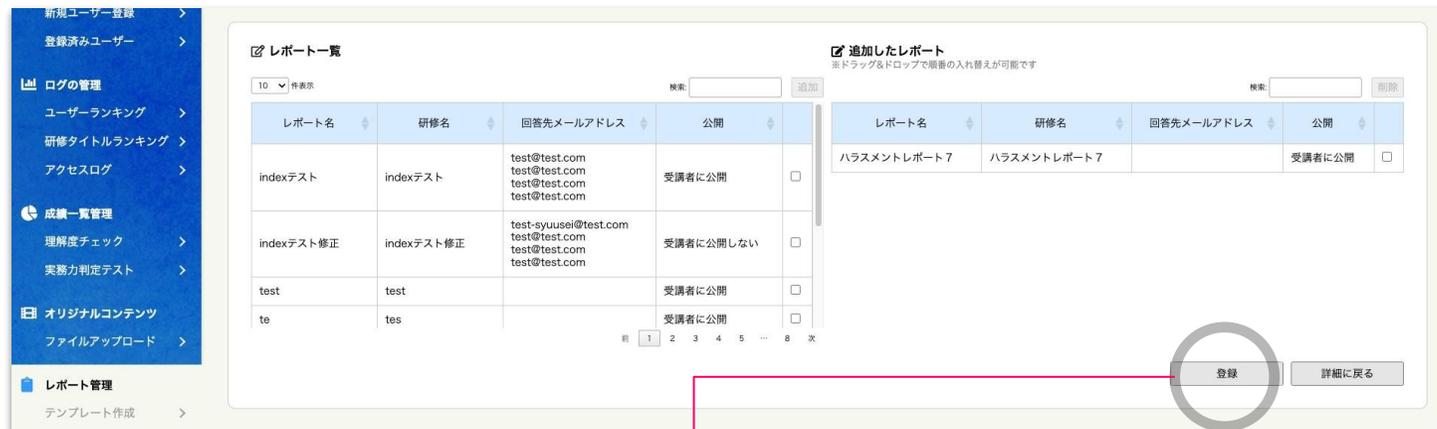 新規ユーザー登録
登録済みユーザー
ログの管理
ユーザーランキング
研修タイトルランキング
アクセスログ
成績一覧管理
理解度チェック
実務力判定テスト
オリジナルコンテンツ
ファイルアップロード
レポート管理
テンプレート作成
レポート一覧
10 件表示
検索:
追加
レポート名 研修名 回答先メールアドレス 公開
indexテスト indexテスト test@test.com 受講者に公開
test@test.com
test@test.com
test@test.com
indexテスト修正 indexテスト修正 test-syuusei@test.com 受講者に公開しない
test@test.com
test@test.com
test@test.com
test test 受講者に公開
te tes 受講者に公開
前 1 2 3 4 5 … 8 次
追加したレポート
※ドラッグ&ドロップで順番の入れ替えが可能です
検索:
削除
レポート名 研修名 回答先メールアドレス 公開
ハラスメントレポート7 ハラスメントレポート7 受講者に公開
登録
詳細に戻る